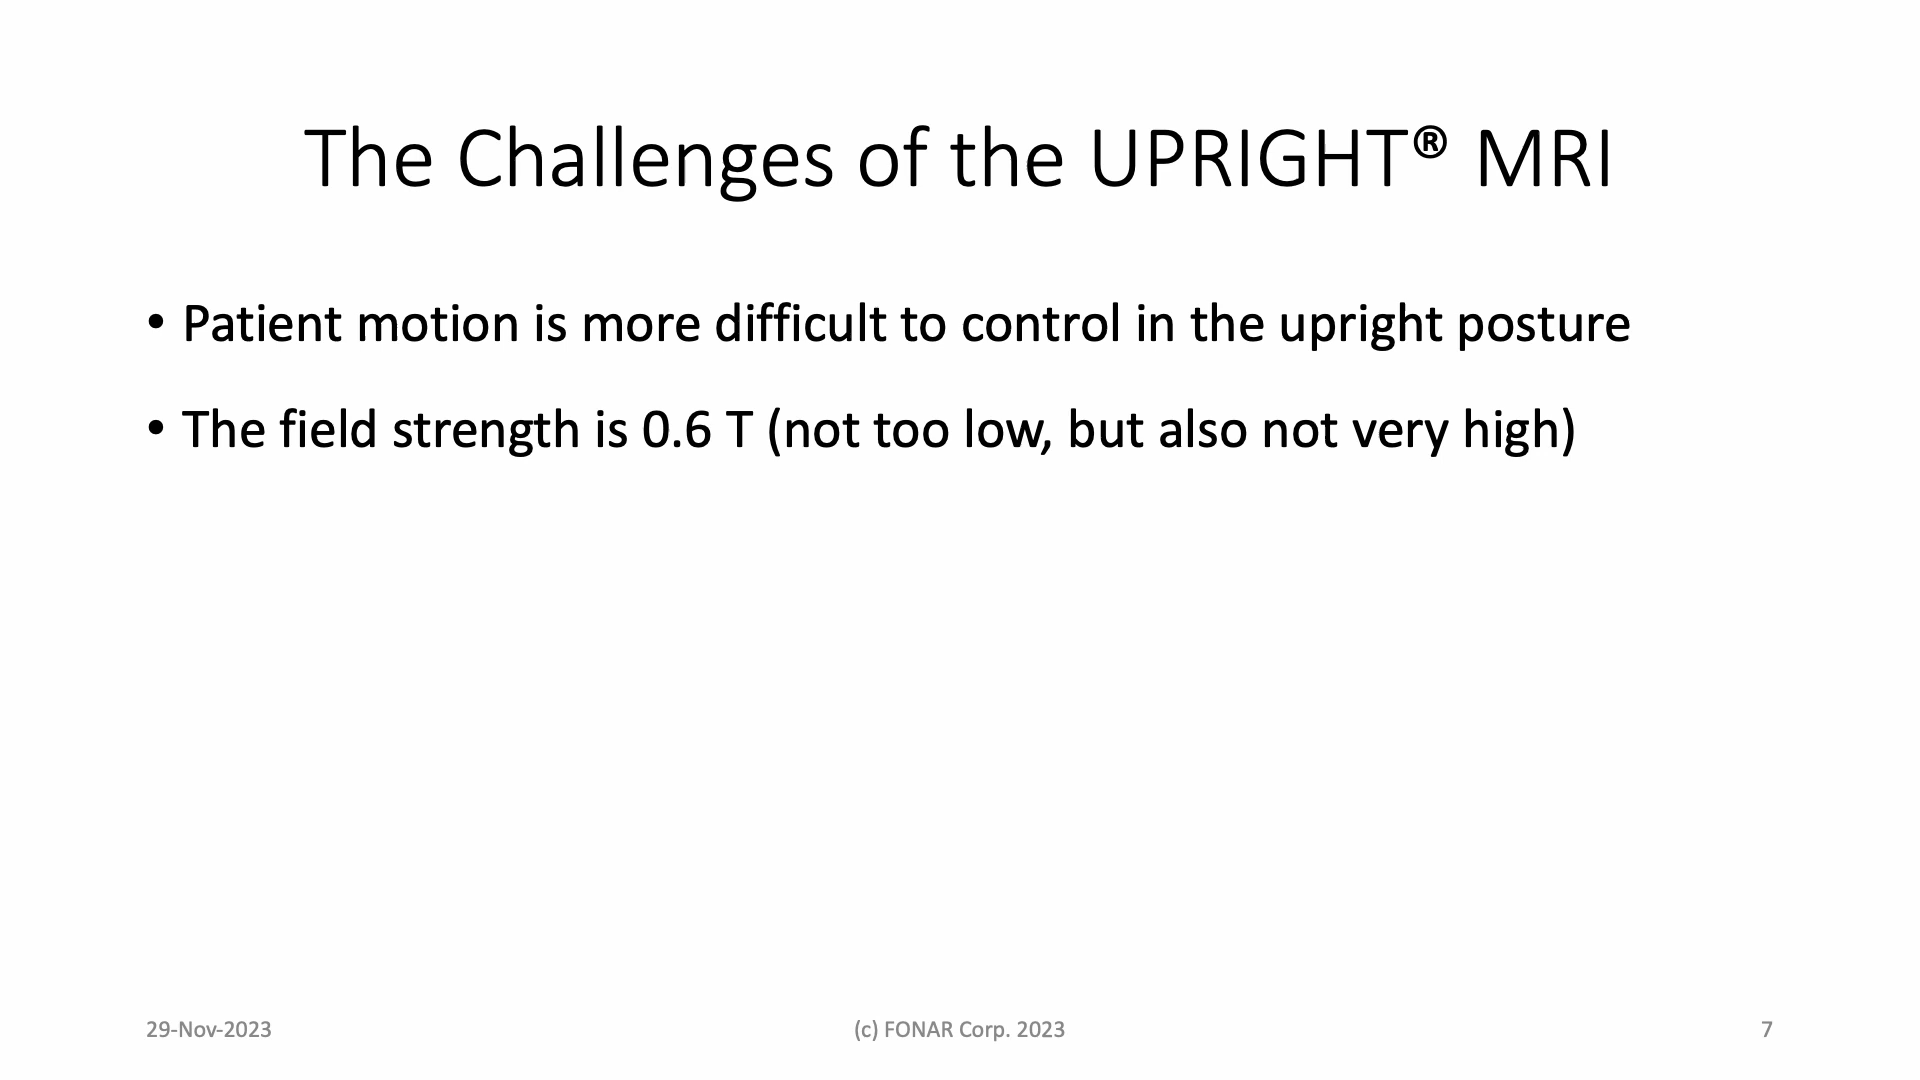 The Challenges of the UPRIGHT® MRI
• Patient motion is more difficult to control in the upright posture
• The field strength is 0.6 T (not too low, but also not very high)
29-Nov-2023
(c) FONAR Corp. 2023
7